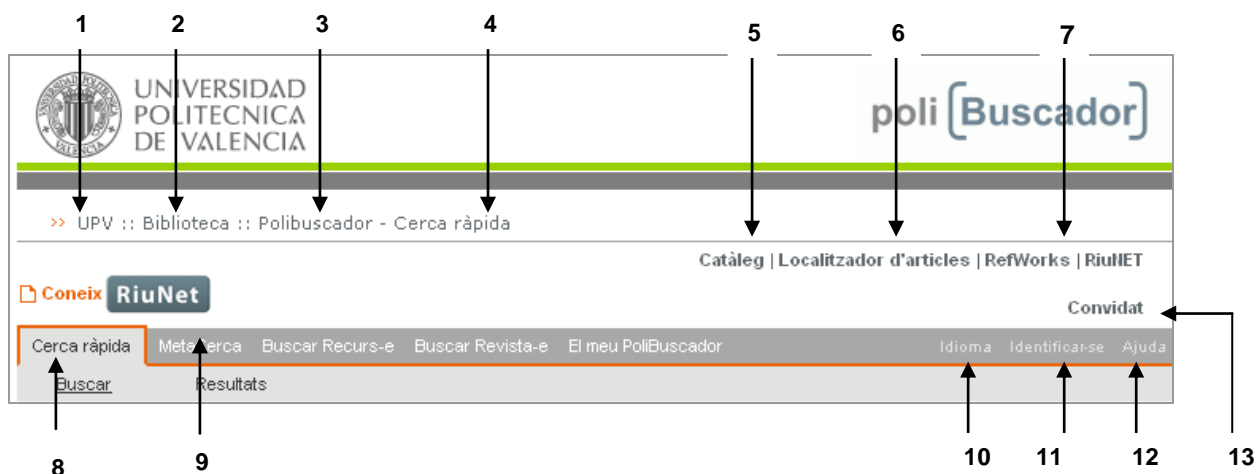 1 2 3 4 5 6 7
UNIVERSIDAD
POLITECNICA
DE VALENCIA
poli [Buscador]
>> UPV :: Biblioteca :: Polibuscador - Cerca ràpida
Catàleg | Localitzador d'articles | RefWorks | RiuNET
Coneix RiuNet
Convidat
Cerca ràpida MetaCerca Buscar Recurs-e Buscar Revista-e El meu PoliBuscador Idioma Identificar-se Ajuda
Buscar Resultats
8 9 10 11 12 13